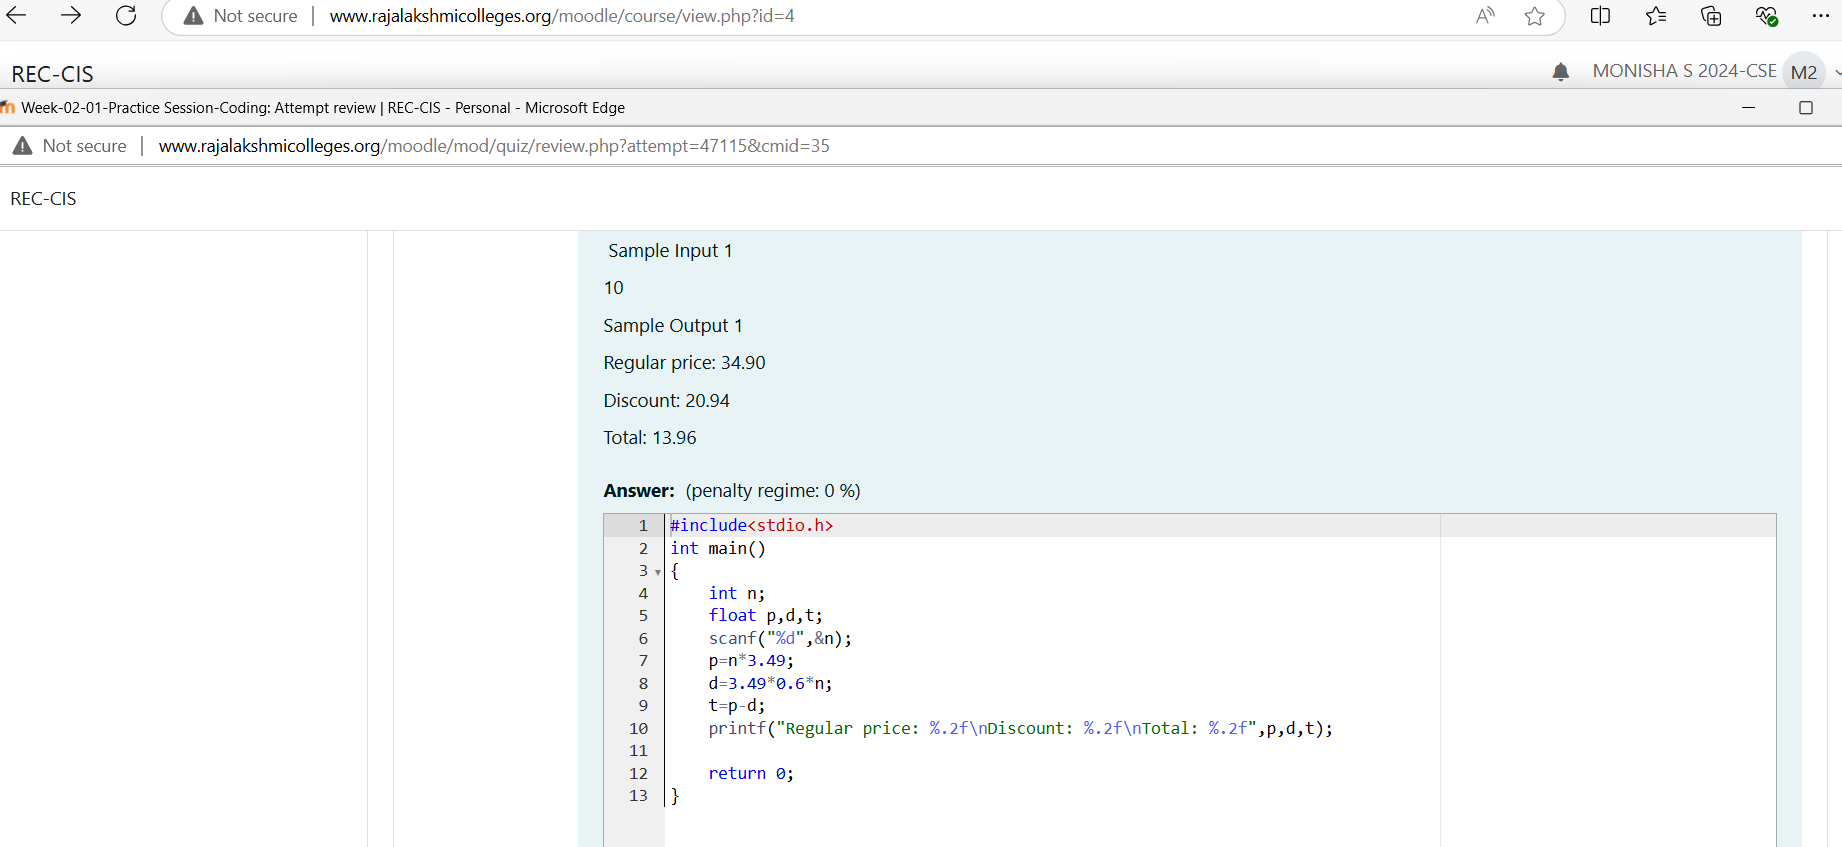 Not secure | www.rajalakshmicolleges.org/moodle/course/view.php?id=4
REC-CIS
MONISHA S 2024-CSE M2
Week-02-01-Practice Session-Coding: Attempt review | REC-CIS - Personal - Microsoft Edge
Not secure | www.rajalakshmicolleges.org/moodle/mod/quiz/review.php?attempt=47115&cmid=35
REC-CIS
Sample Input 1
10
Sample Output 1
Regular price: 34.90
Discount: 20.94
Total: 13.96
Answer: (penalty regime: 0 %)
1 #include<stdio.h>
2 int main()
3 {
4     int n;
5     float p,d,t;
6     scanf("%d",&n);
7     p=n*3.49;
8     d=3.49*0.6*n;
9     t=p-d;
10     printf("Regular price: %.2f\nDiscount: %.2f\nTotal: %.2f",p,d,t);
11
12     return 0;
13 }